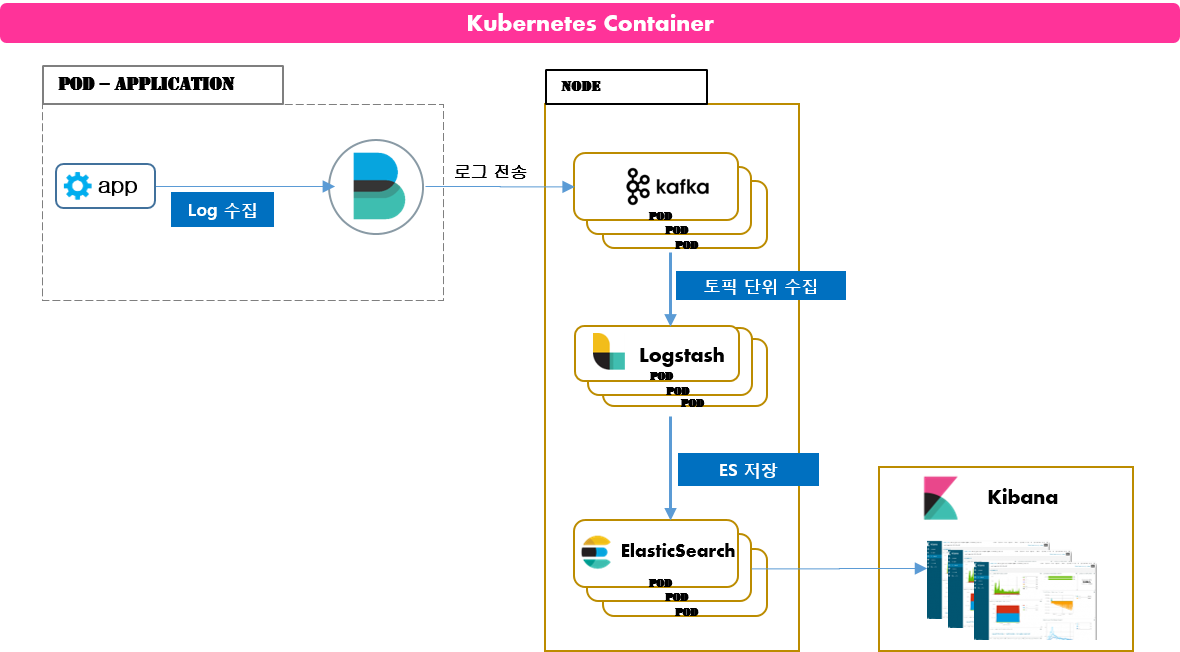 Kubernetes Container
POD – APPLICATION
NODE
app
Log 수집
로그 전송
kafka
POD
POD
POD
토픽 단위 수집
Logstash
POD
POD
POD
ES 저장
ElasticSearch
POD
POD
POD
Kibana